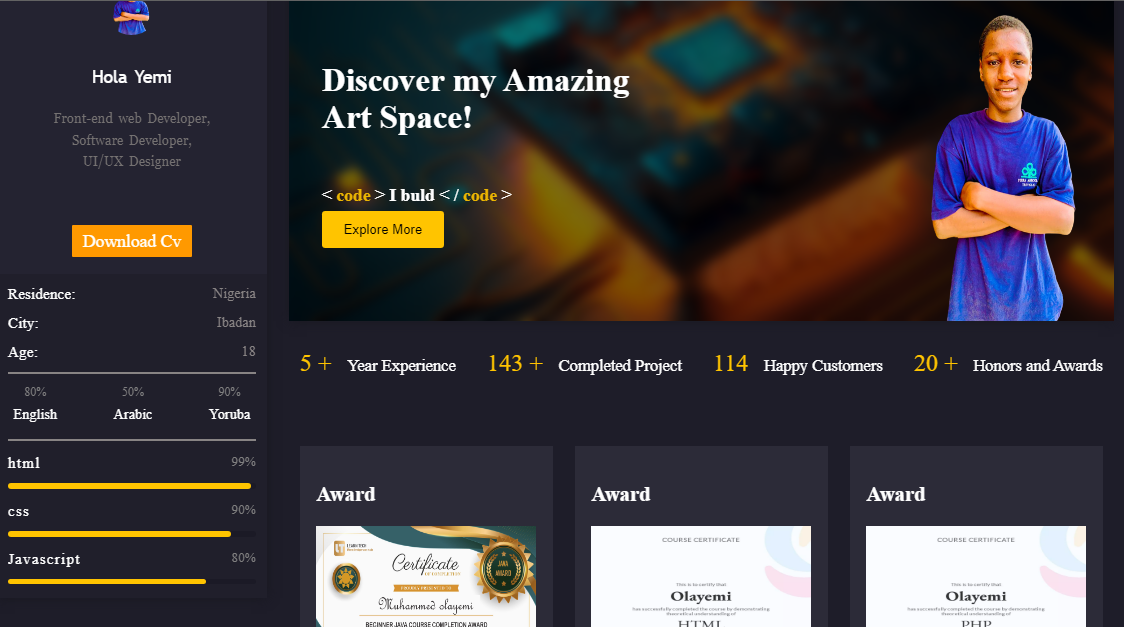 Hola Yemi
Front-end web Developer,
Software Developer,
UI/UX Designer
Download Cv
Residence: Nigeria
City: Ibadan
Age: 18
80% 50% 90%
English Arabic Yoruba
html 99%
css 90%
Javascript 80%
Discover my Amazing
Art Space!
< code > I buld < / code >
Explore More
5 + Year Experience 143 + Completed Project 114 Happy Customers 20 + Honors and Awards
Award
Certificate
JAVA
AWARD
Muhammed olayemi
BEGINNER JAVA COURSE COMPLETION AWARD
Award
COURSE CERTIFICATE
This is to certify that
Olayemi
has successfully completed the course by demonstrating
theoretical understanding of
HTML
Award
COURSE CERTIFICATE
This is to certify that
Olayemi
has successfully completed the course by demonstrating
theoretical understanding of
PHP